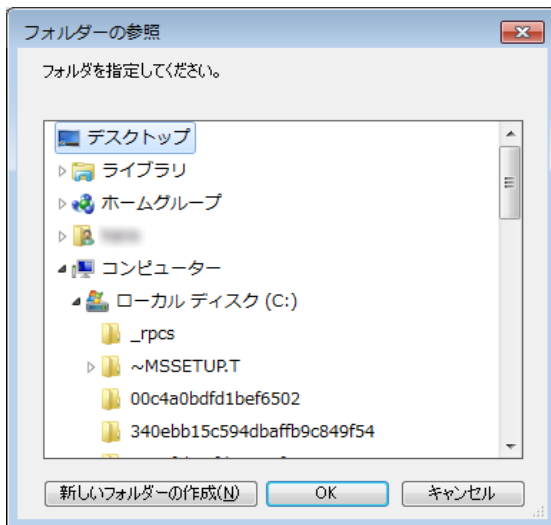 フォルダーの参照
フォルダを指定してください。
デスクトップ
ライブラリ
ホームグループ
コンピューター
ローカル ディスク (C:)
_rpcs
~MSSETUP.T
00c4a0bdfd1bef6502
340ebb15c594dbaffb9c849f54
新しいフォルダーの作成(N)
OK
キャンセル